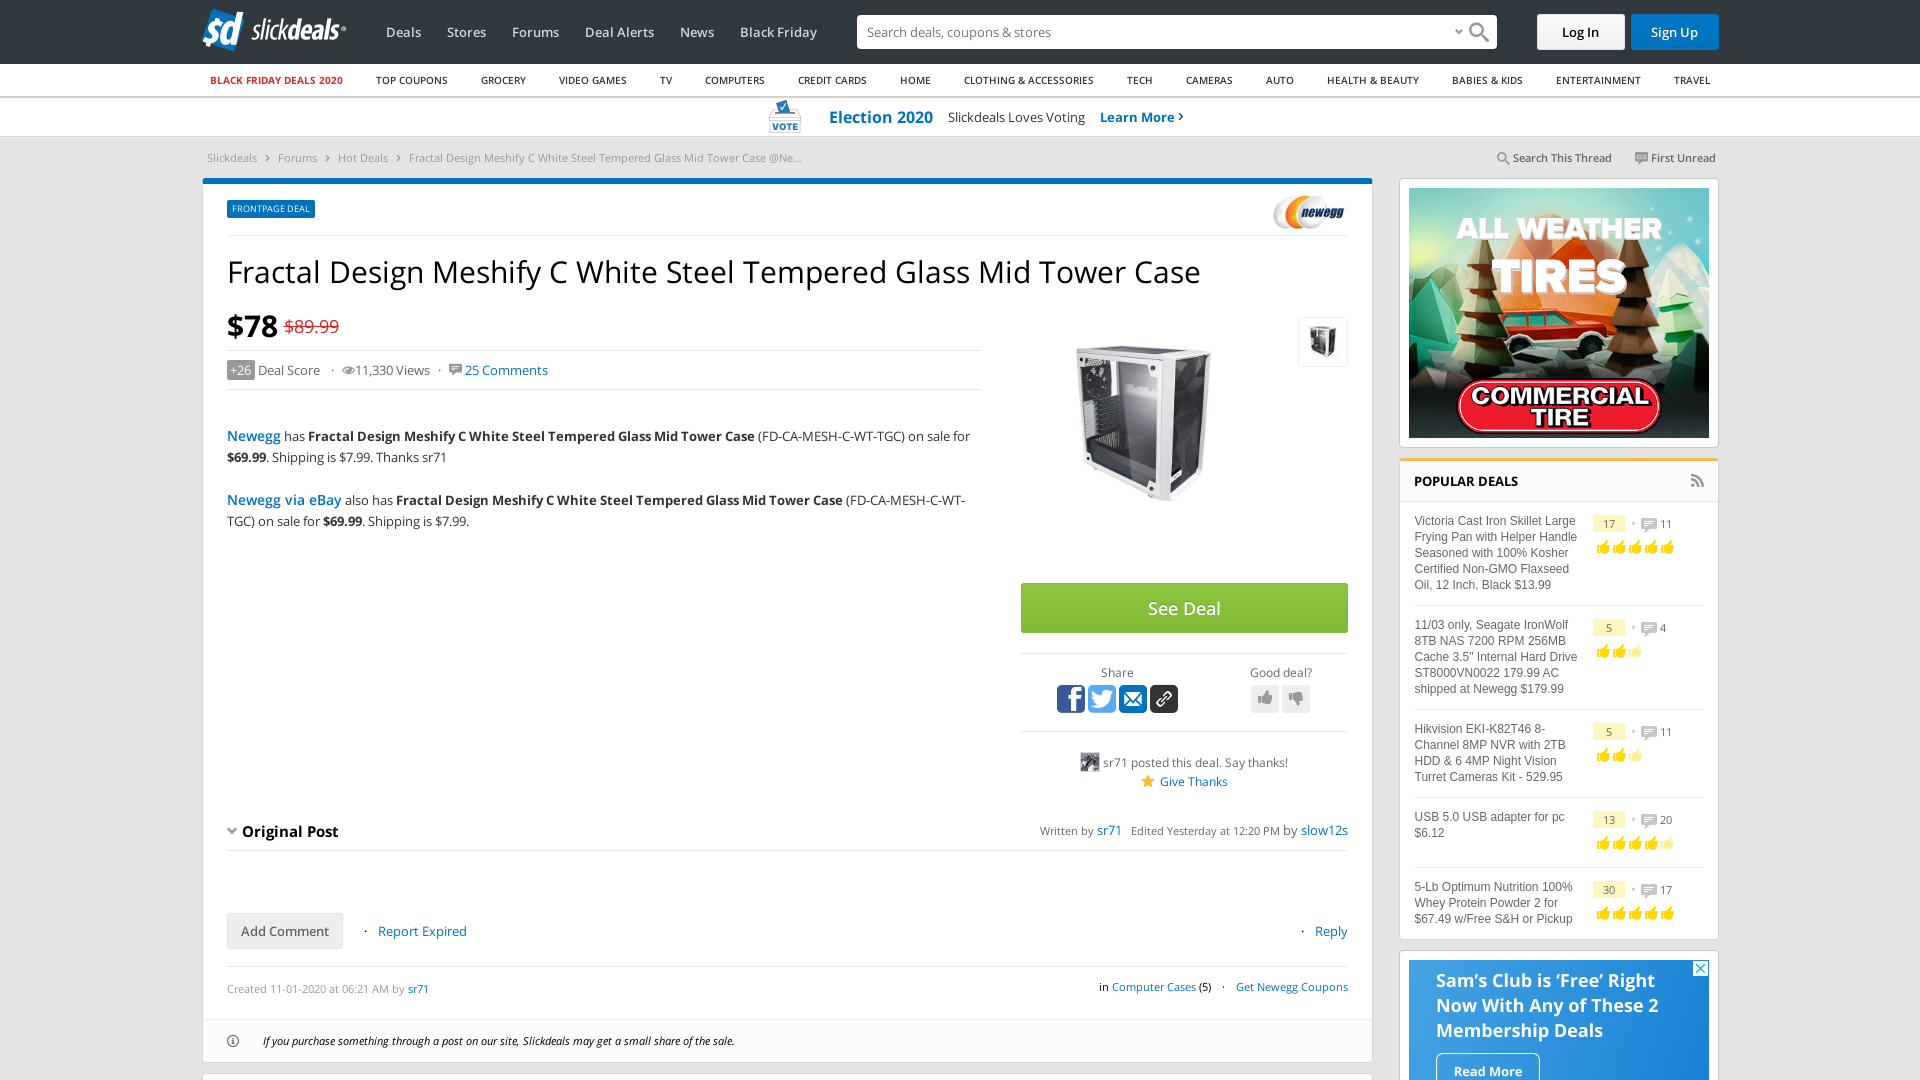 sd slickdeals
Deals Stores Forums Deal Alerts News Black Friday
Search deals, coupons & stores
Log In Sign Up
BLACK FRIDAY DEALS 2020 TOP COUPONS GROCERY VIDEO GAMES TV COMPUTERS CREDIT CARDS HOME CLOTHING & ACCESSORIES TECH CAMERAS AUTO HEALTH & BEAUTY BABIES & KIDS ENTERTAINMENT TRAVEL
VOTE Election 2020 Slickdeals Loves Voting Learn More
Slickdeals Forums Hot Deals Fractal Design Meshify C White Steel Tempered Glass Mid Tower Case @Ne...
Search This Thread First Unread
FRONTPAGE DEAL
newegg
Fractal Design Meshify C White Steel Tempered Glass Mid Tower Case
$78 $89.99
+26 Deal Score · 11,330 Views · 25 Comments
Newegg has Fractal Design Meshify C White Steel Tempered Glass Mid Tower Case (FD-CA-MESH-C-WT-TGC) on sale for
$69.99. Shipping is $7.99. Thanks sr71
Newegg via eBay also has Fractal Design Meshify C White Steel Tempered Glass Mid Tower Case (FD-CA-MESH-C-WT-
TGC) on sale for $69.99. Shipping is $7.99.
See Deal
Share
Good deal?
sr71 posted this deal. Say thanks!
Give Thanks
Original Post
Written by sr71 Edited Yesterday at 12:20 PM by slow12s
Add Comment · Report Expired
· Reply
Created 11-01-2020 at 06:21 AM by sr71
in Computer Cases (5) · Get Newegg Coupons
If you purchase something through a post on our site, Slickdeals may get a small share of the sale.
ALL WEATHER
TIRES
COMMERCIAL
TIRE
POPULAR DEALS
Victoria Cast Iron Skillet Large
Frying Pan with Helper Handle
Seasoned with 100% Kosher
Certified Non-GMO Flaxseed
Oil, 12 Inch, Black $13.99
17 • 11
11/03 only, Seagate IronWolf
8TB NAS 7200 RPM 256MB
Cache 3.5" Internal Hard Drive
ST8000VN0022 179.99 AC
shipped at Newegg $179.99
5 • 4
Hikvision EKI-K82T46 8-
Channel 8MP NVR with 2TB
HDD & 6 4MP Night Vision
Turret Cameras Kit - 529.95
5 • 11
USB 5.0 USB adapter for pc
$6.12
13 • 20
5-Lb Optimum Nutrition 100%
Whey Protein Powder 2 for
$67.49 w/Free S&H or Pickup
30 • 17
Sam's Club is ‘Free’ Right
Now With Any of These 2
Membership Deals
Read More